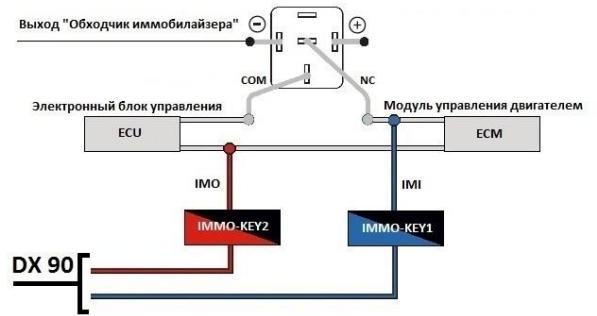 Выход "Обходчик иммобилайзера"
COM
NC
Электронный блок управления
Модуль управления двигателем
ECU
ECM
IMO
IMI
IMMO-KEY2
IMMO-KEY1
DX 90